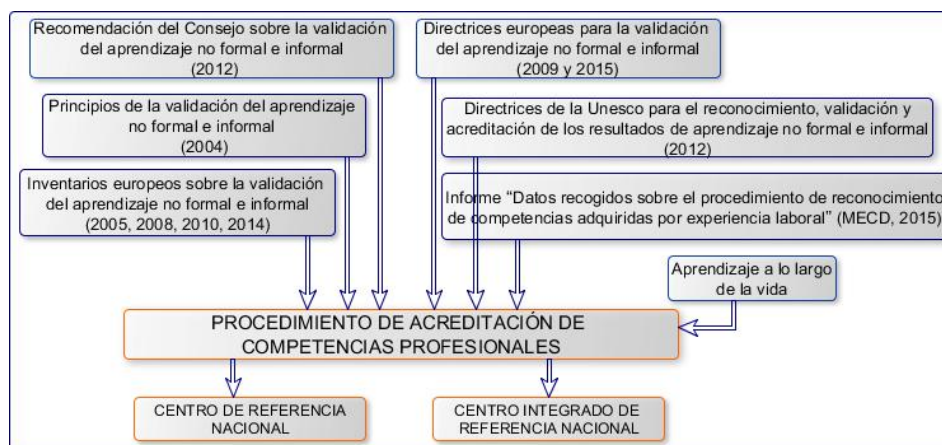 Recomendación del Consejo sobre la validación
del aprendizaje no formal e informal
(2012)
Directrices europeas para la validación
del aprendizaje no formal e informal
(2009 y 2015)
Principios de la validación del aprendizaje
no formal e informal
(2004)
Directrices de la Unesco para el reconocimiento, validación y
acreditación de los resultados de aprendizaje no formal e informal
(2012)
Inventarios europeos sobre la validación
del aprendizaje no formal e informal
(2005, 2008, 2010, 2014)
Informe “Datos recogidos sobre el procedimiento de reconocimiento
de competencias adquiridas por experiencia laboral” (MECD, 2015)
Aprendizaje a lo largo
de la vida
PROCEDIMIENTO DE ACREDITACIÓN DE
COMPETENCIAS PROFESIONALES
CENTRO DE REFERENCIA
NACIONAL
CENTRO INTEGRADO DE
REFERENCIA NACIONAL